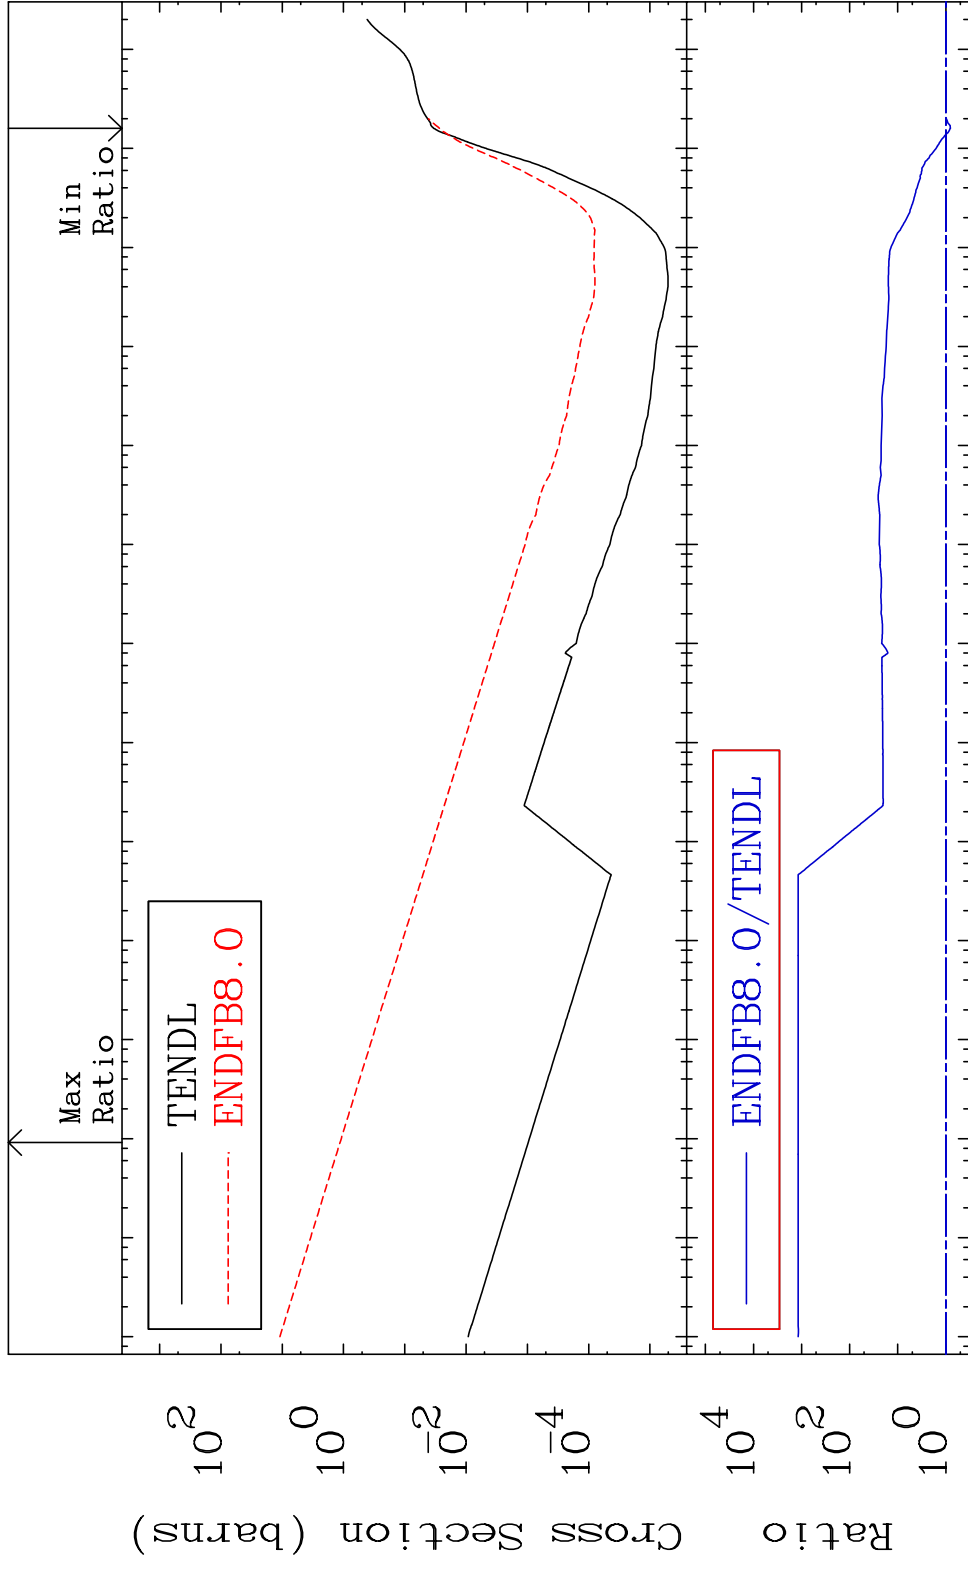 Max
Ratio
Min
Ratio
TENDL
ENDFB8.0
10 2
10 0
10 -2
10 -4
Cross Section (barns)
ENDFB8.0/TENDL
10 4
10 2
10 0
Ratio